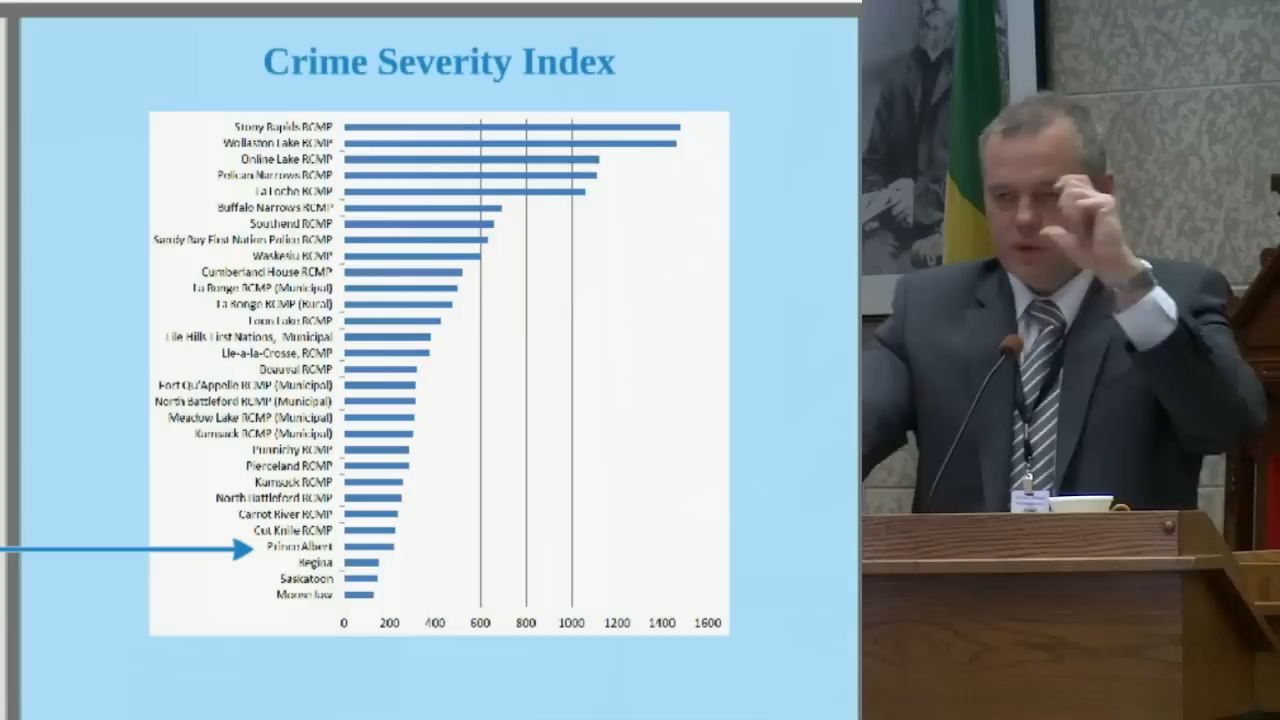 Crime Severity Index
Stony Rapids RCMP
Wollaston Lake RCMP
Online Lake RCMP
Pelican Narrows RCMP
La Loche RCMP
Buffalo Narrows RCMP
Southend RCMP
Sandy Bay First Nation Police RCMP
Waskesiu RCMP
Cumberland House RCMP
La Ronge RCMP (Municipal)
La Ronge RCMP (Rural)
Loon Lake RCMP
File Hills First Nations, Municipal
Lle-a-la-Crosse, RCMP
Beauval RCMP
Fort Qu'Appelle RCMP (Municipal)
North Battleford RCMP (Municipal)
Meadow Lake RCMP (Municipal)
Kamsack RCMP (Municipal)
Punnichy RCMP
Pierceland RCMP
Kamsack RCMP
North Battleford RCMP
Carrot River RCMP
Cut Knife RCMP
Prince Albert
Regina
Saskatoon
Moose Jaw
0 200 400 600 800 1000 1200 1400 1600